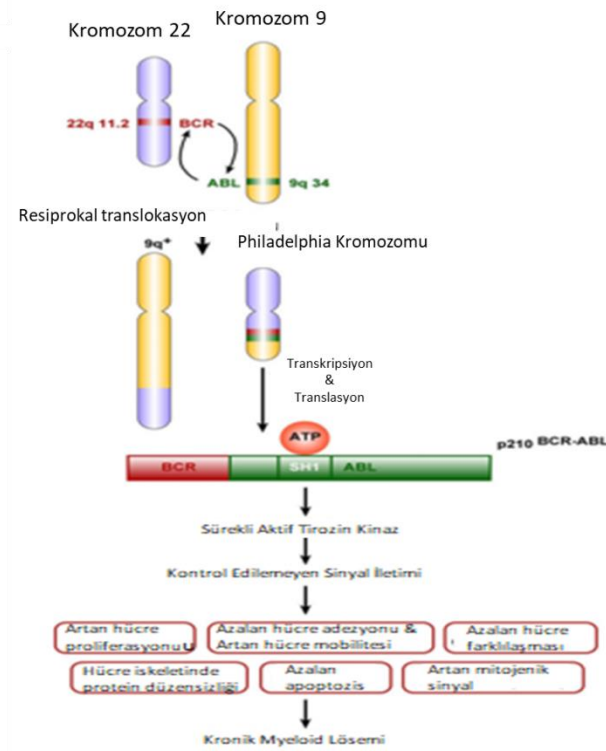 Kromozom 22
Kromozom 9
22q 11.2
BCR
ABL
9q 34
Resiprokal translokasyon
9q+
Philadelphia Kromozomu
Transkripsiyon
&
Translasyon
ATP
p210 BCR-ABL
BCR
SH1
ABL
Sürekli Aktif Tirozin Kinaz
Kontrol Edilemeyen Sinyal İletimi
Artan hücre
proliferasyonu
Azalan hücre adezyonu &
Artan hücre mobilitesi
Azalan hücre
farklılaşması
Hücre iskeletinde
protein düzensizliği
Azalan
apoptozis
Artan mitojenik
sinyal
Kronik Myeloid Lösemi